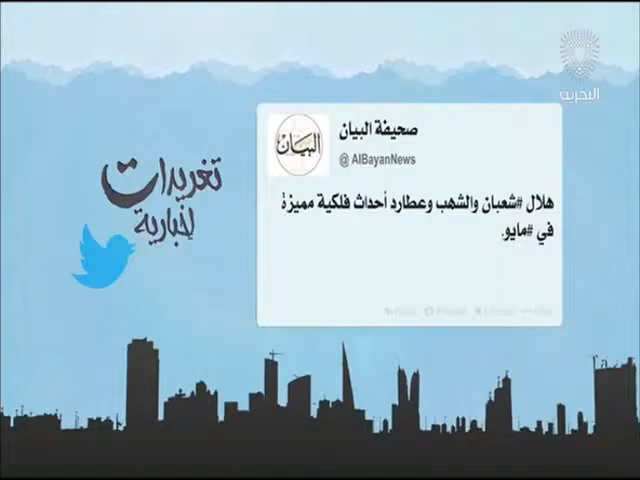 البحرين
صحيفة البيان
البيان
@ AlBayanNews
تغريدات
إخبارية
هلال #شعبان والشهب وعطارد أحداث فلكية مميزة
في #مايو.